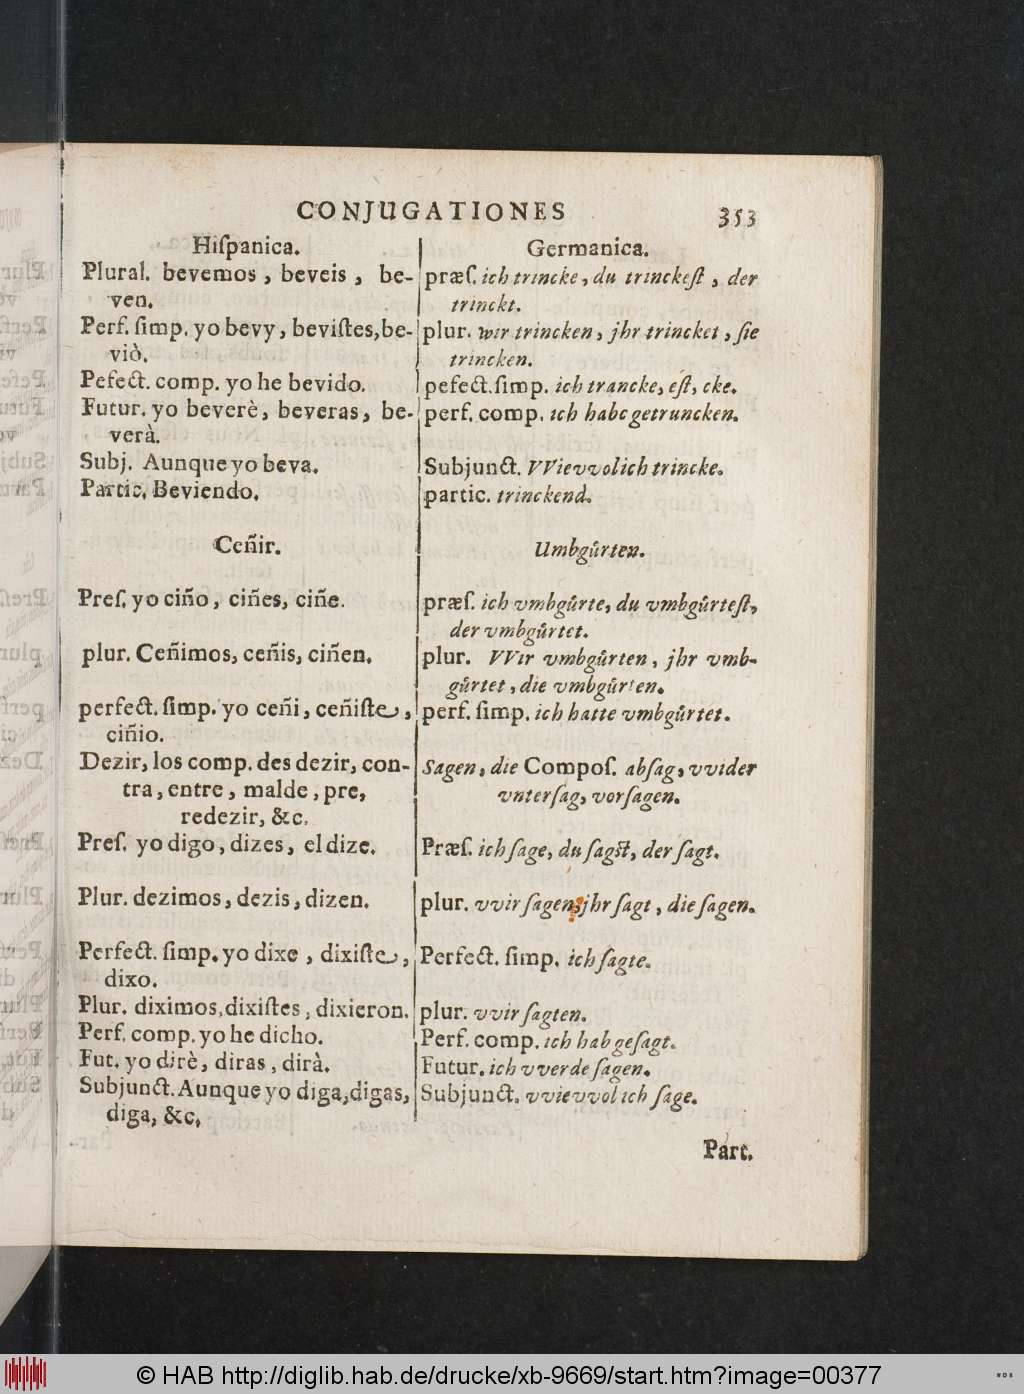 CONJUGATIONES
353
Hiſpanica.
Plural. bevemos, beveis, be-
ven.
Perf. ſimp. yo bevy, beviſtes, be-
viò.
Pefect. comp. yo he bevido.
Futur. yo beverè, beveras, be-
verà.
Subj. Aunque yo beva.
Partic. Beviendo.
Ceñir.
Preſ. yo ciño, ciñes, ciñe.
plur. Ceñimos, ceñis, ciñen.
perfect. ſimp. yo ceñi, ceñiſte,
ciñio.
Dezir, los comp. des dezir, con-
tra, entre, malde, pre,
redezir, &c.
Preſ. yo digo, dizes, el dize.
Plur. dezimos, dezis, dizen.
Perfect. ſimp. yo dixe, dixiſte,
dixo.
Plur. diximos, dixiſtes, dixieron.
Perf. comp. yo he dicho.
Fut. yo dirè, diras, dirà.
Subjunct. Aunque yo diga, digas,
diga, &c.
Germanica.
præſ. ich trincke, du trinckeſt, der
trinckt.
plur. wir trincken, jhr trincket, ſie
trincken.
pefect. ſimp. ich trancke, eſt, cke.
perf. comp. ich habe getruncken.
Subjunct. VVievvol ich trincke.
partic. trinckend.
Umbgůrten.
præſ. ich vmbgůrte, du vmbgůrteſt,
der vmbgůrtet.
plur. VVir vmbgůrten, jhr vmb-
gůrtet, die vmbgůrten.
perf. ſimp. ich hatte vmbgůrtet.
Sagen, die Compoſ. abſag, vvider
vnterſag, vorſagen.
Præſ. ich ſage, du ſagſt, der ſagt.
plur. vvir ſagen, jhr ſagt, die ſagen.
Perfect. ſimp. ich ſagte.
plur. vvir ſagten.
Perf. comp. ich hab geſagt.
Futur. ich vverde ſagen.
Subjunct. vvievvol ich ſage.
Part.
© HAB http://diglib.hab.de/drucke/xb-9669/start.htm?image=00377